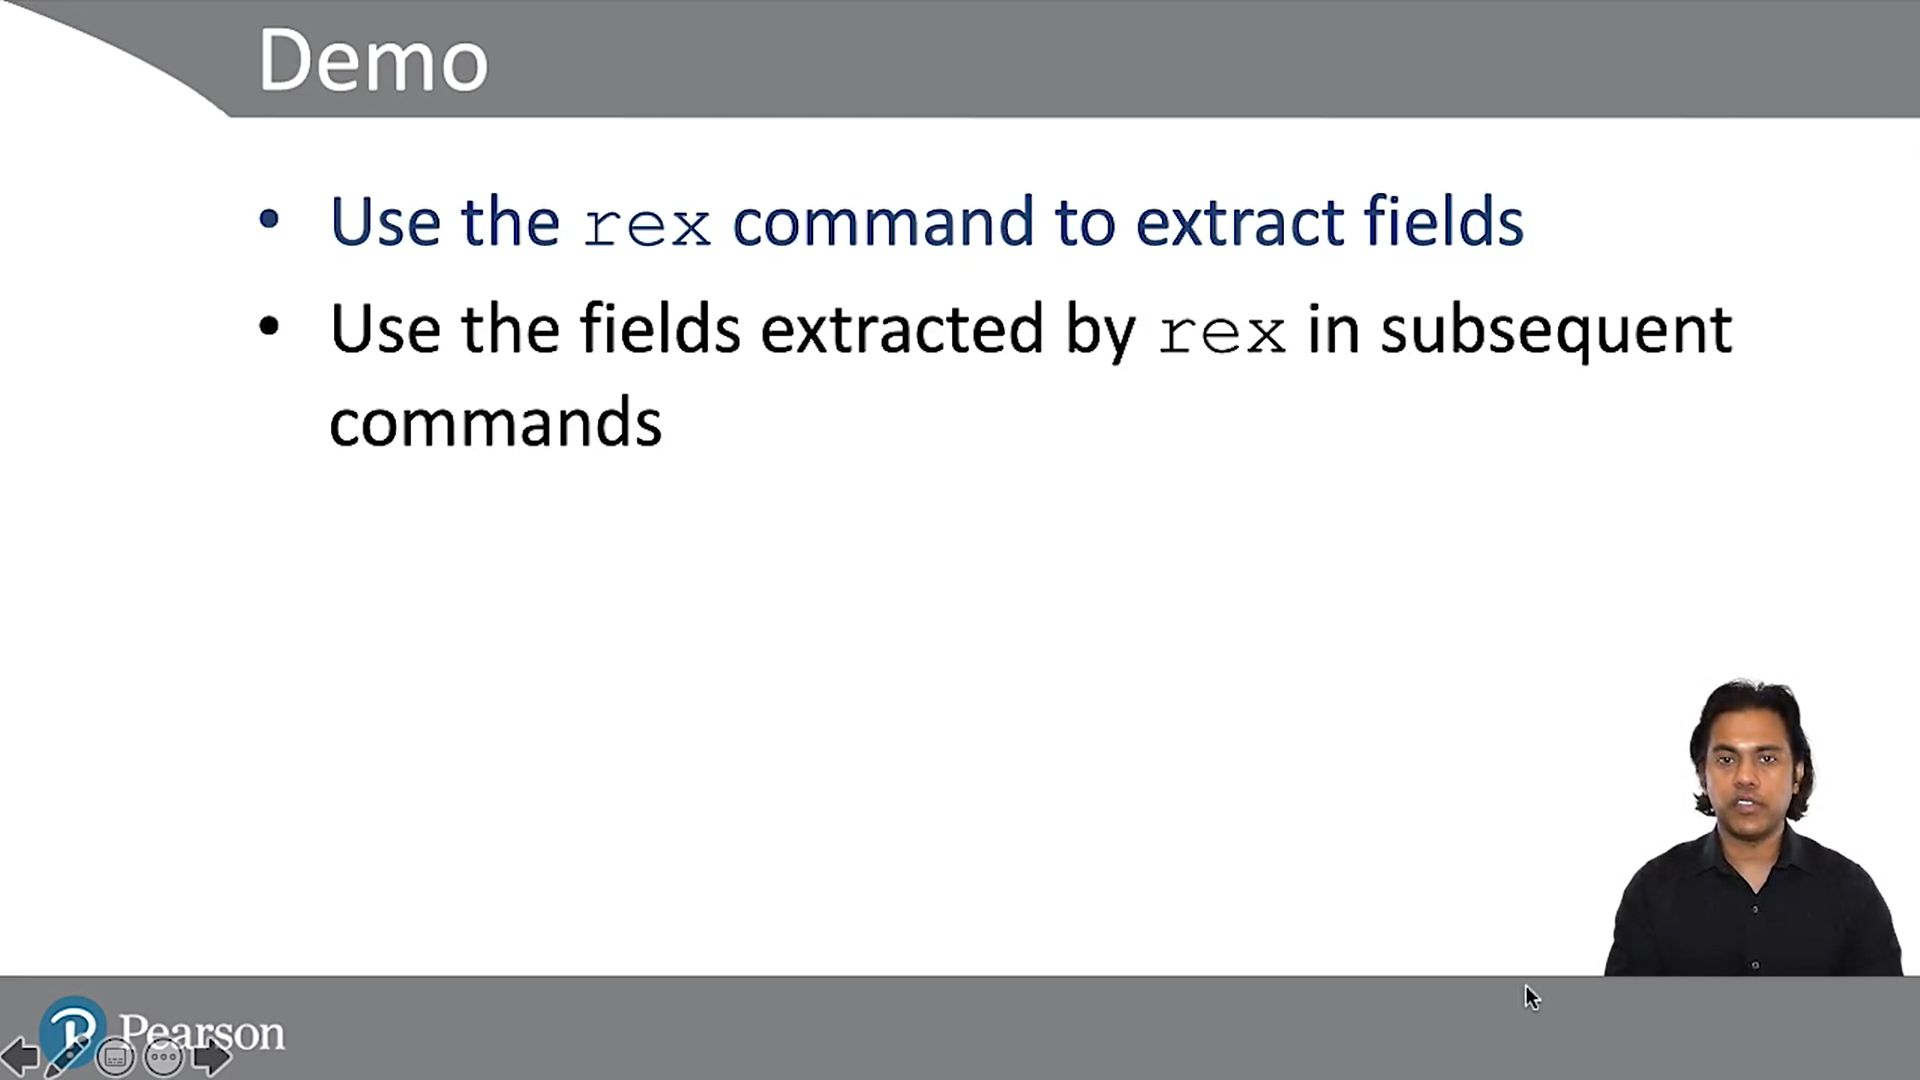 Demo
• Use the rex command to extract fields
• Use the fields extracted by rex in subsequent
commands
Pearson